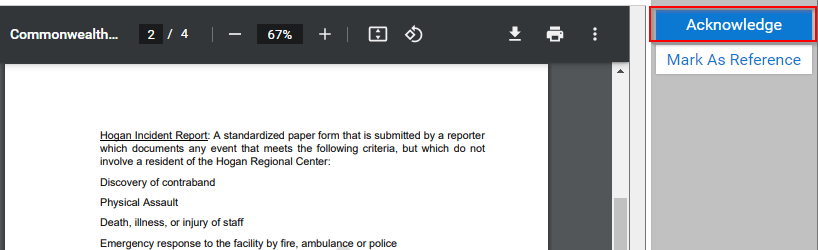 Commonwealth... 2 / 4 — 67% +
Acknowledge
Mark As Reference
Hogan Incident Report: A standardized paper form that is submitted by a reporter
which documents any event that meets the following criteria, but which do not
involve a resident of the Hogan Regional Center:
Discovery of contraband
Physical Assault
Death, illness, or injury of staff
Emergency response to the facility by fire, ambulance or police